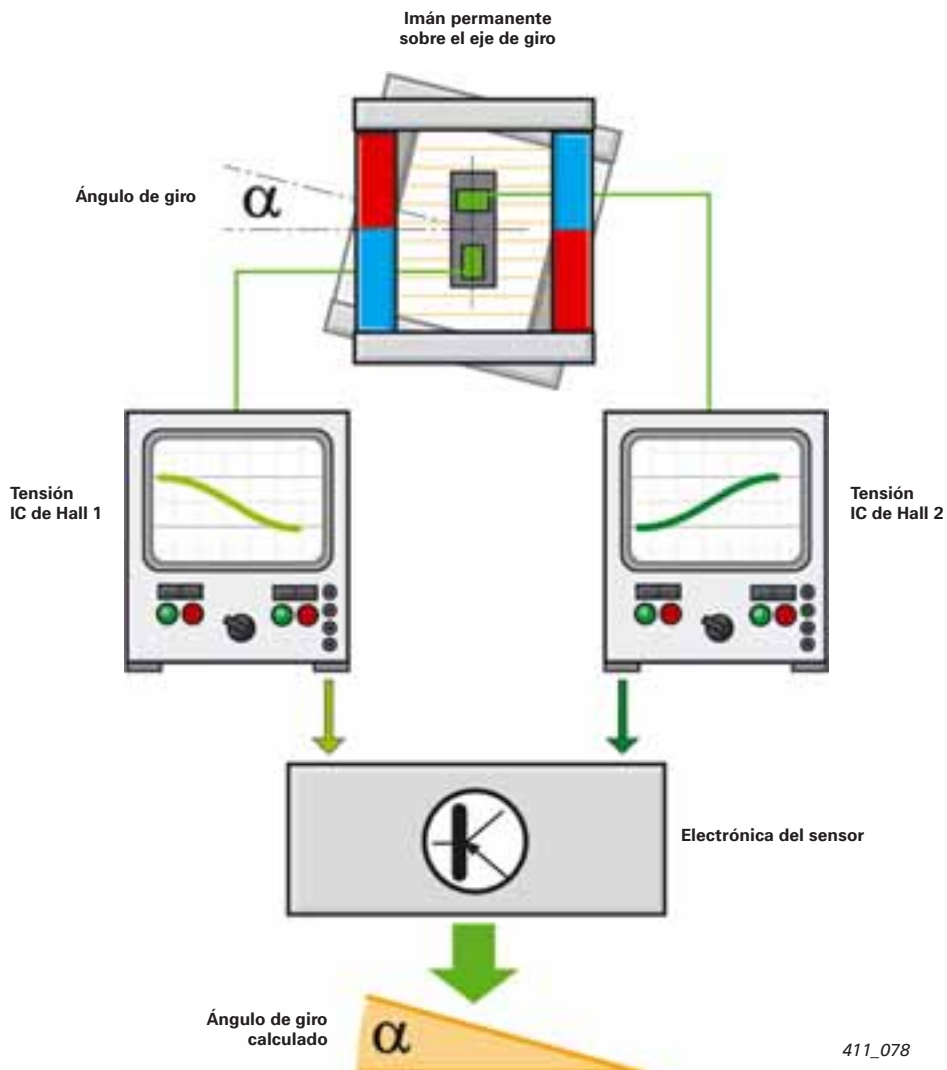 Imán permanente
sobre el eje de giro
Ángulo de giro
α
Tensión
IC de Hall 1
Tensión
IC de Hall 2
Electrónica del sensor
Ángulo de giro
calculado
α
411_078